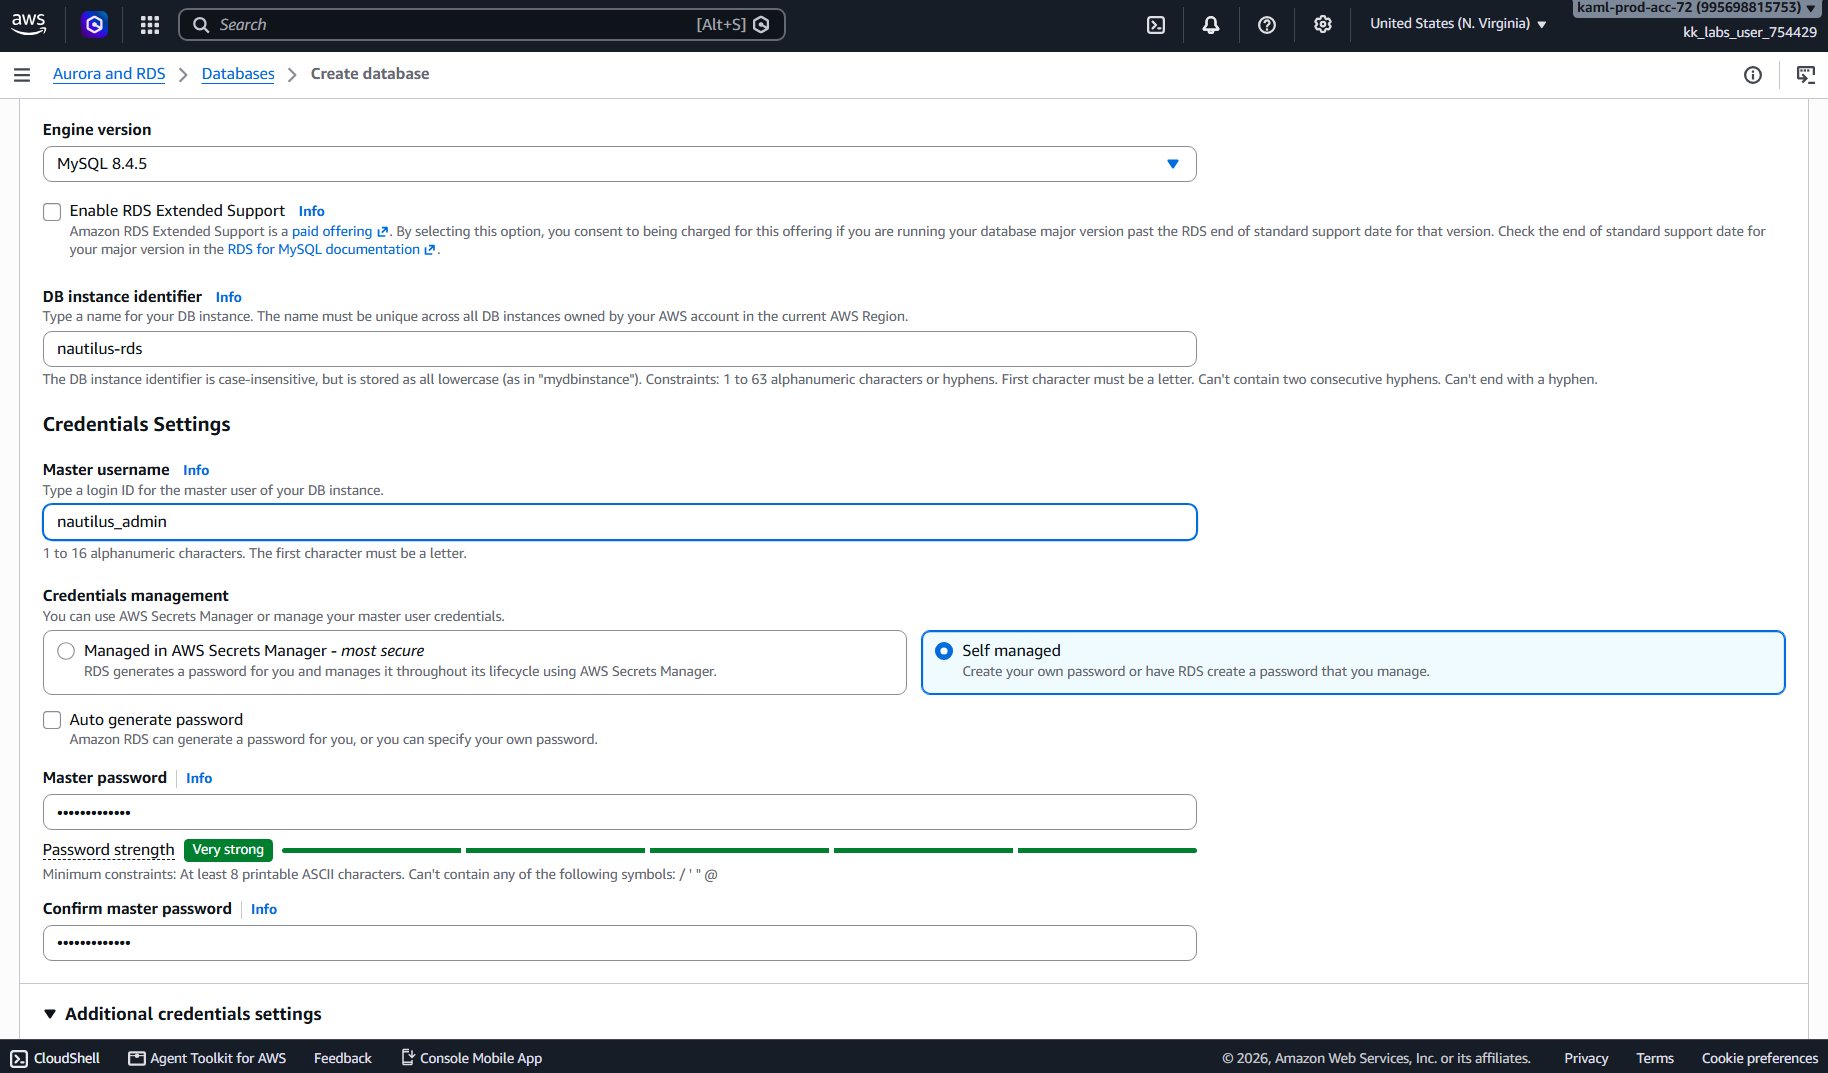 aws
Search [Alt+S]
United States (N. Virginia) ▼
kaml-prod-acc-72 (995698815753) ▼
kk_labs_user_754429
Aurora and RDS > Databases > Create database
Engine version
MySQL 8.4.5
Enable RDS Extended Support Info
Amazon RDS Extended Support is a paid offering. By selecting this option, you consent to being charged for this offering if you are running your database major version past the RDS end of standard support date for that version. Check the end of standard support date for
your major version in the RDS for MySQL documentation.
DB instance identifier Info
Type a name for your DB instance. The name must be unique across all DB instances owned by your AWS account in the current AWS Region.
nautilus-rds
The DB instance identifier is case-insensitive, but is stored as all lowercase (as in "mydbinstance"). Constraints: 1 to 63 alphanumeric characters or hyphens. First character must be a letter. Can't contain two consecutive hyphens. Can't end with a hyphen.
Credentials Settings
Master username Info
Type a login ID for the master user of your DB instance.
nautilus_admin
1 to 16 alphanumeric characters. The first character must be a letter.
Credentials management
You can use AWS Secrets Manager or manage your master user credentials.
Managed in AWS Secrets Manager - most secure
RDS generates a password for you and manages it throughout its lifecycle using AWS Secrets Manager.
Self managed
Create your own password or have RDS create a password that you manage.
Auto generate password
Amazon RDS can generate a password for you, or you can specify your own password.
Master password Info
•••••••••••••
Password strength Very strong
Minimum constraints: At least 8 printable ASCII characters. Can't contain any of the following symbols: / ' " @
Confirm master password Info
•••••••••••••
▼ Additional credentials settings
CloudShell Agent Toolkit for AWS Feedback Console Mobile App © 2026, Amazon Web Services, Inc. or its affiliates. Privacy Terms Cookie preferences